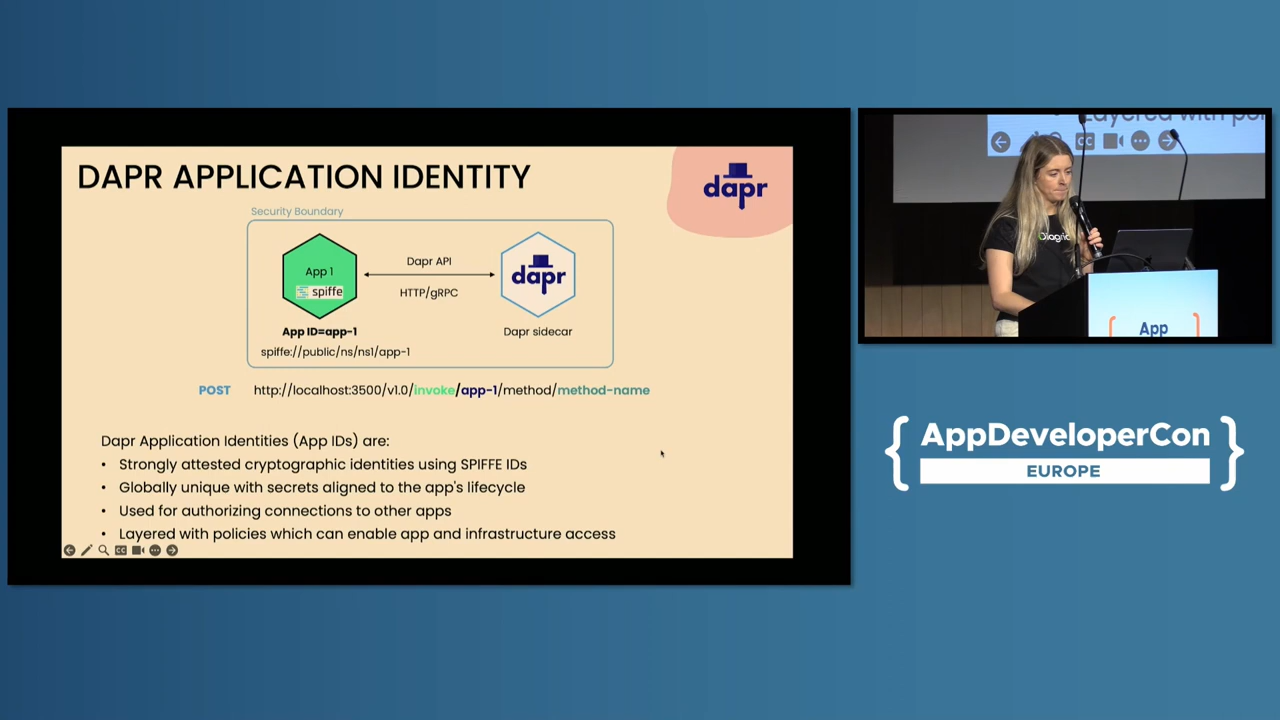 DAPR APPLICATION IDENTITY
dapr
Security Boundary
App 1
spiffe
Dapr API
HTTP/gRPC
dapr
App ID=app-1
Dapr sidecar
spiffe://public/ns/ns1/app-1
POST http://localhost:3500/v1.0/invoke/app-1/method/method-name
Dapr Application Identities (App IDs) are:
• Strongly attested cryptographic identities using SPIFFE IDs
• Globally unique with secrets aligned to the app's lifecycle
• Used for authorizing connections to other apps
• Layered with policies which can enable app and infrastructure access
CC
Layered with
CC
App
{ AppDeveloperCon }
EUROPE